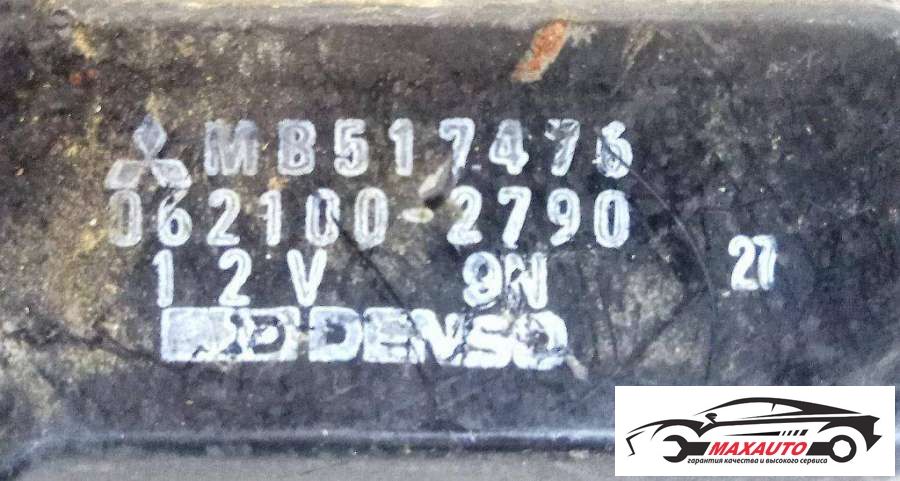 MB517476
062100-2790
12V 9N
27
DENSO
MAXAUTO
гарантия качества и высокого сервиса